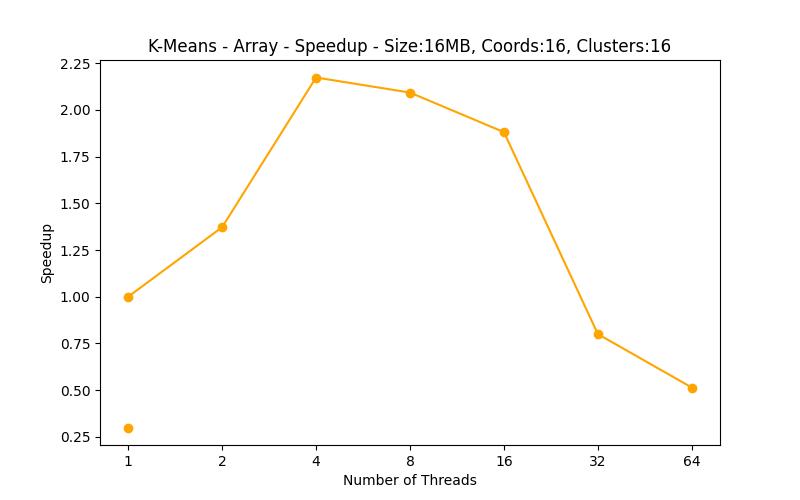 K-Means - Array - Speedup - Size:16MB, Coords:16, Clusters:16
2.25
2.00
1.75
1.50
1.25
1.00
0.75
0.50
0.25
Speedup
1 2 4 8 16 32 64
Number of Threads